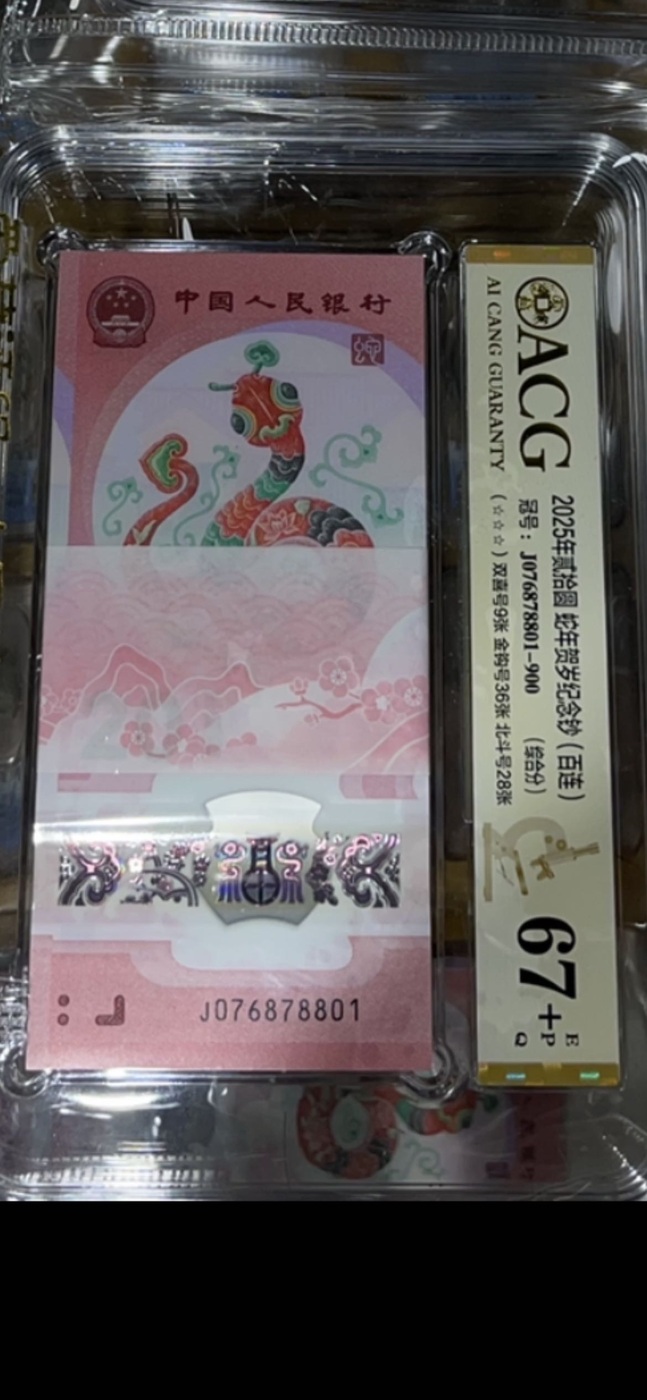 中国人民银行
蛇
J076878801
ACG
AI CANG GUARANTY
2025年贰拾圆 蛇年贺岁纪念钞（百连）
冠号：J076878801-900 （综合分）
（☆☆☆）双喜号9张 金钩号36张 北斗号28张
67+
E
P
Q